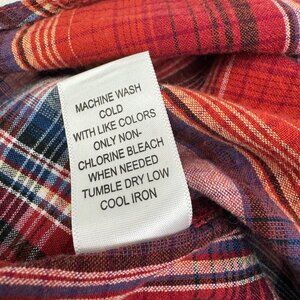 MACHINE WASH
COLD
WITH LIKE COLORS
ONLY NON-
CHLORINE BLEACH
WHEN NEEDED
TUMBLE DRY LOW
COOL IRON